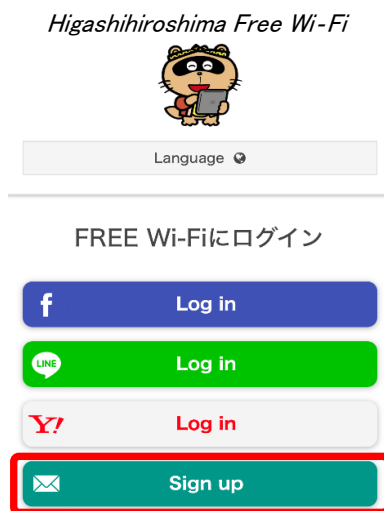 Higashihiroshima Free Wi-Fi
Language
FREE Wi-Fiにログイン
f Log in
LINE Log in
Y! Log in
Sign up